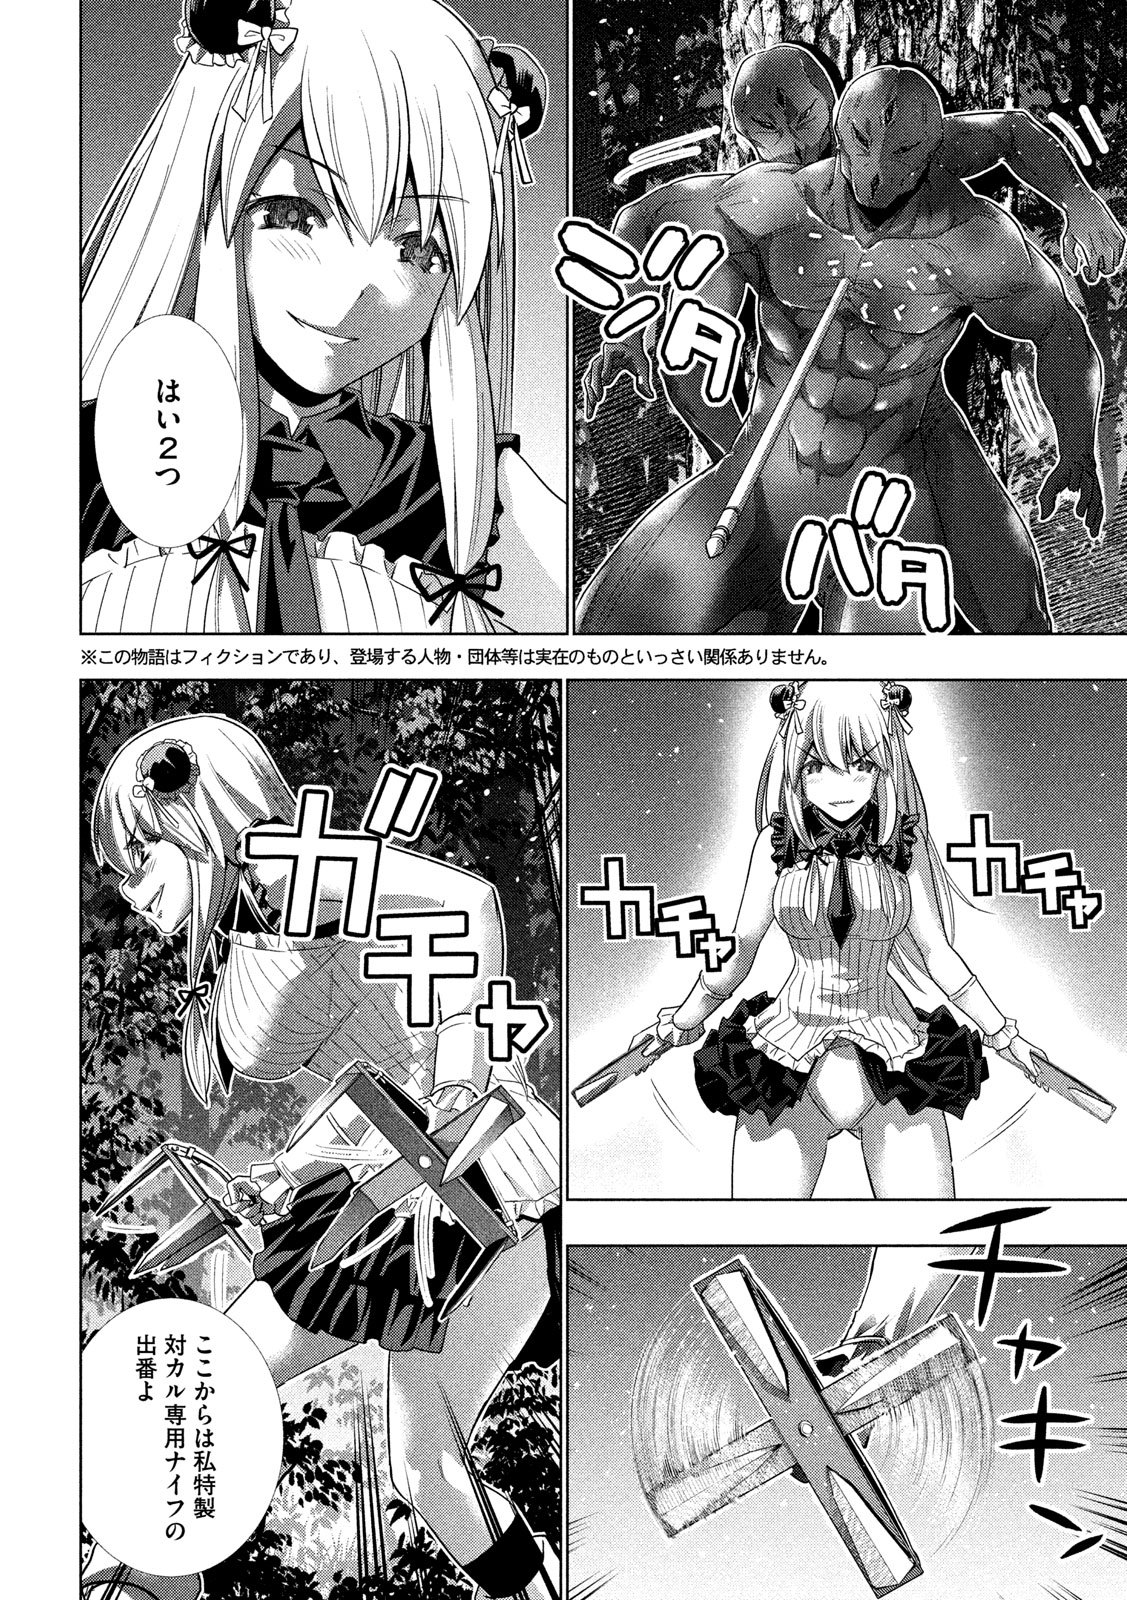 ジタ
バタ
はい2つ
※この物語はフィクションであり、登場する人物・団体等は実在のものといっさい関係ありません。
カチャ
カチャ
チャキン
ガチャ
ここからは私特製
対カル専用ナイフの
出番よ